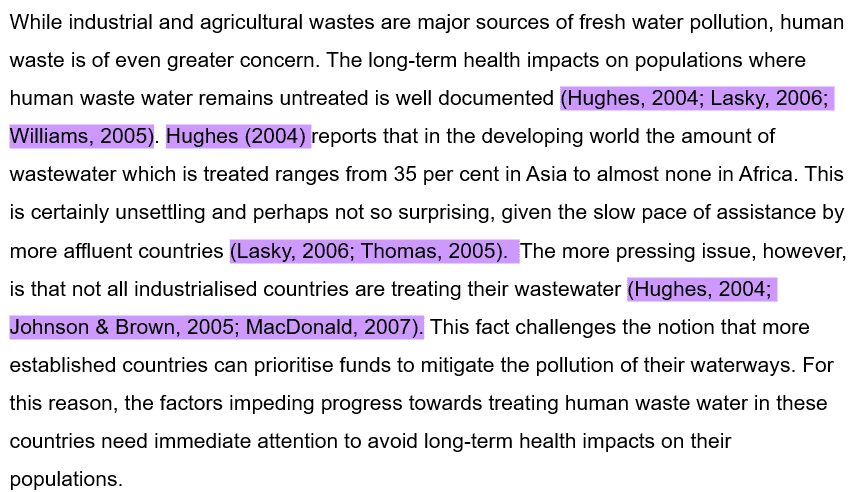 While industrial and agricultural wastes are major sources of fresh water pollution, human
waste is of even greater concern. The long-term health impacts on populations where
human waste water remains untreated is well documented (Hughes, 2004; Lasky, 2006;
Williams, 2005). Hughes (2004) reports that in the developing world the amount of
wastewater which is treated ranges from 35 per cent in Asia to almost none in Africa. This
is certainly unsettling and perhaps not so surprising, given the slow pace of assistance by
more affluent countries (Lasky, 2006; Thomas, 2005). The more pressing issue, however,
is that not all industrialised countries are treating their wastewater (Hughes, 2004;
Johnson & Brown, 2005; MacDonald, 2007). This fact challenges the notion that more
established countries can prioritise funds to mitigate the pollution of their waterways. For
this reason, the factors impeding progress towards treating human waste water in these
countries need immediate attention to avoid long-term health impacts on their
populations.